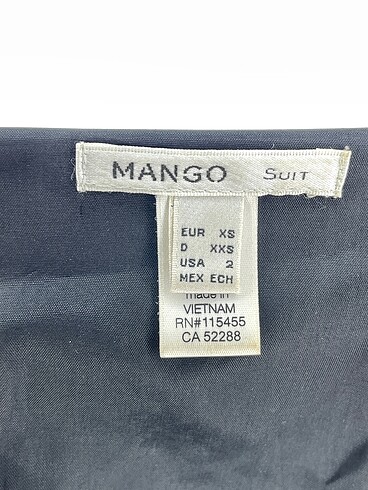 MANGO SUIT
EUR XS
D XXS
USA 2
MEX ECH
made in
VIETNAM
RN#115455
CA 52288